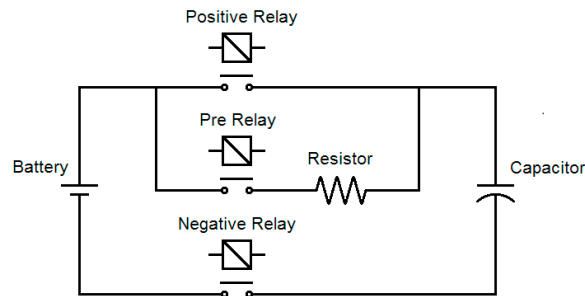 Positive Relay
Pre Relay
Resistor
Battery
Capacitor
Negative Relay